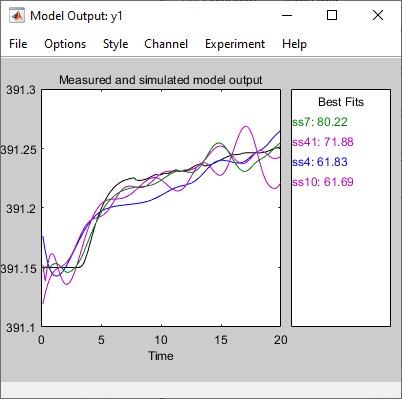 Model Output: y1
File Options Style Channel Experiment Help
Measured and simulated model output
391.3
391.25
391.2
391.15
391.1
0 5 10 15 20
Time
Best Fits
ss7: 80.22
ss41: 71.88
ss4: 61.83
ss10: 61.69